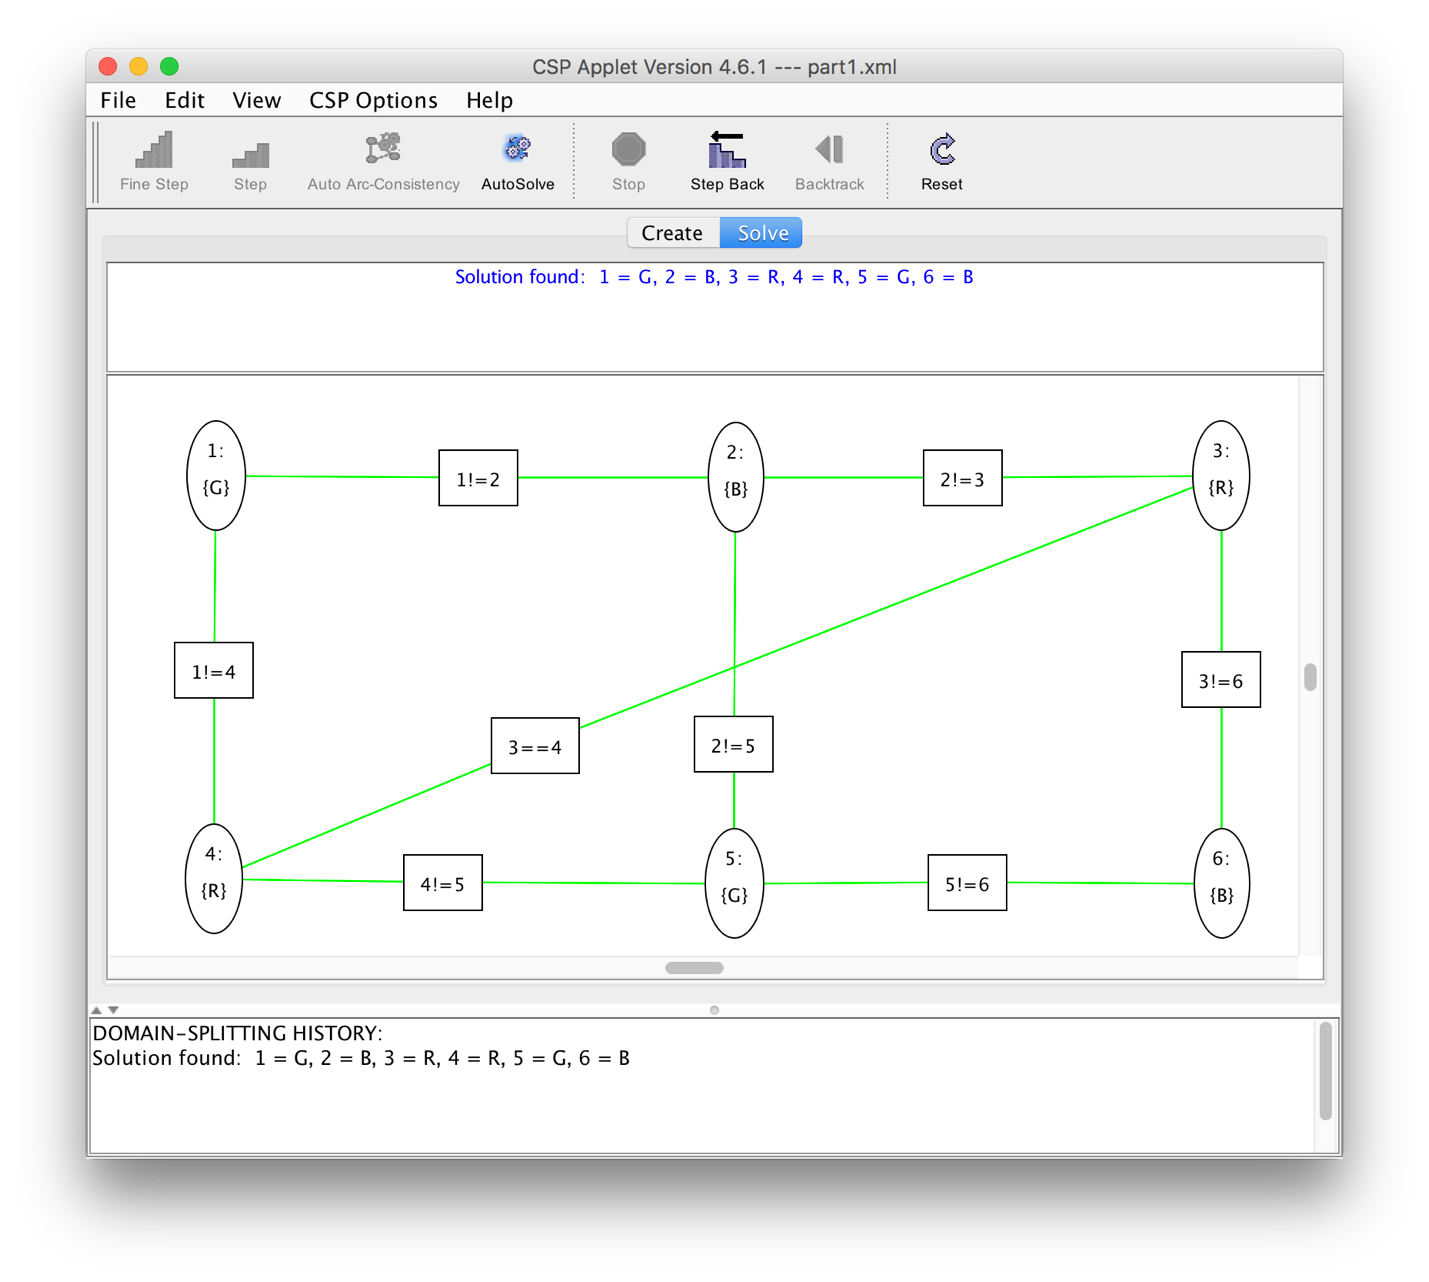 CSP Applet Version 4.6.1 --- part1.xml
File Edit View CSP Options Help
Fine Step Step Auto Arc-Consistency AutoSolve Stop Step Back Backtrack Reset
Create Solve
Solution found: 1 = G, 2 = B, 3 = R, 4 = R, 5 = G, 6 = B
1: 2: 3:
{G} 1!=2 {B} 2!=3 {R}
1!=4 3!=6
3==4 2!=5
4: 5: 6:
{R} 4!=5 {G} 5!=6 {B}
DOMAIN-SPLITTING HISTORY:
Solution found: 1 = G, 2 = B, 3 = R, 4 = R, 5 = G, 6 = B